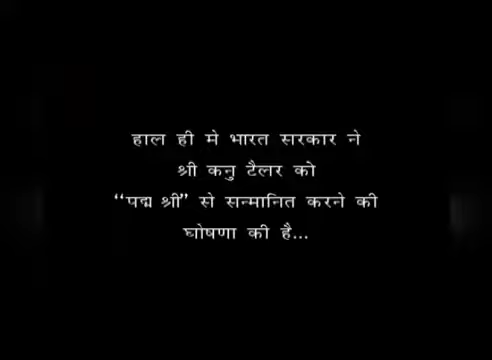 हाल ही मे भारत सरकार ने
श्री कनु टैलर को
“पद्म श्री” से सन्मानित करने की
घोषणा की है...